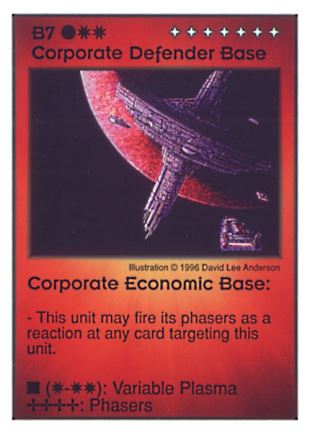 B7 ●✷✷ ✦✦✦✦✦✦✦
Corporate Defender Base
Illustration © 1996 David Lee Anderson
Corporate Economic Base:
- This unit may fire its phasers as a
reaction at any card targeting this
unit.
■ (✷-✷✷): Variable Plasma
✢✢✢✢: Phasers